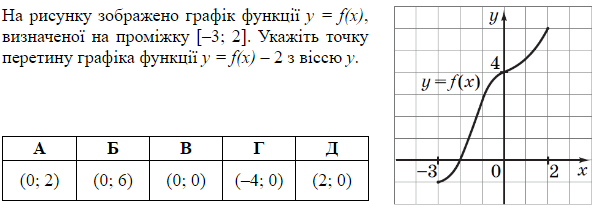 На рисунку зображено графік функції y = f(x),
визначеної на проміжку [–3; 2]. Укажіть точку
перетину графіка функції y = f(x) – 2 з віссю y.
А Б В Г Д
(0; 2) (0; 6) (0; 0) (–4; 0) (2; 0)
y
4
y = f(x)
–3 0 2 x